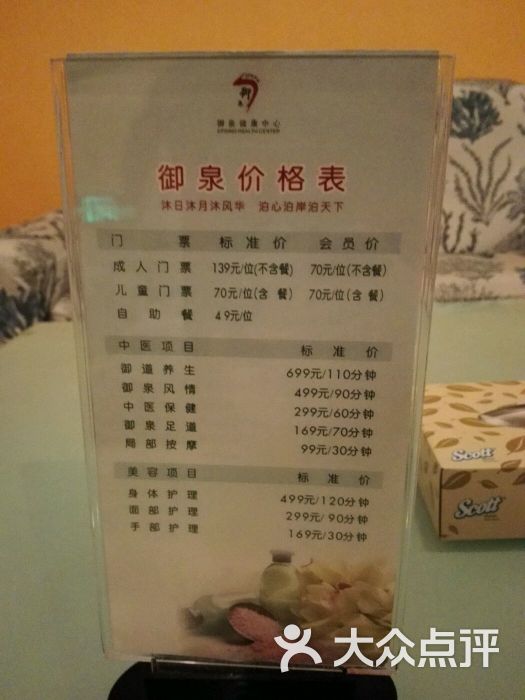 御泉健康中心
御泉价格表
沐日沐月沐风华 泊心泊岸泊天下
门票 标准价 会员价
成人门票 139元/位(不含餐) 70元/位(不含餐)
儿童门票 70元/位(含餐) 70元/位(含餐)
自助餐 49元/位
中医项目 标准价
御道养生 699元/110分钟
御泉风情 499元/90分钟
中医保健 299元/60分钟
御泉足道 169元/70分钟
局部按摩 99元/30分钟
美容项目 标准价
身体护理 499元/120分钟
面部护理 299元/90分钟
手部护理 169元/30分钟
Scott
Scott
大众点评